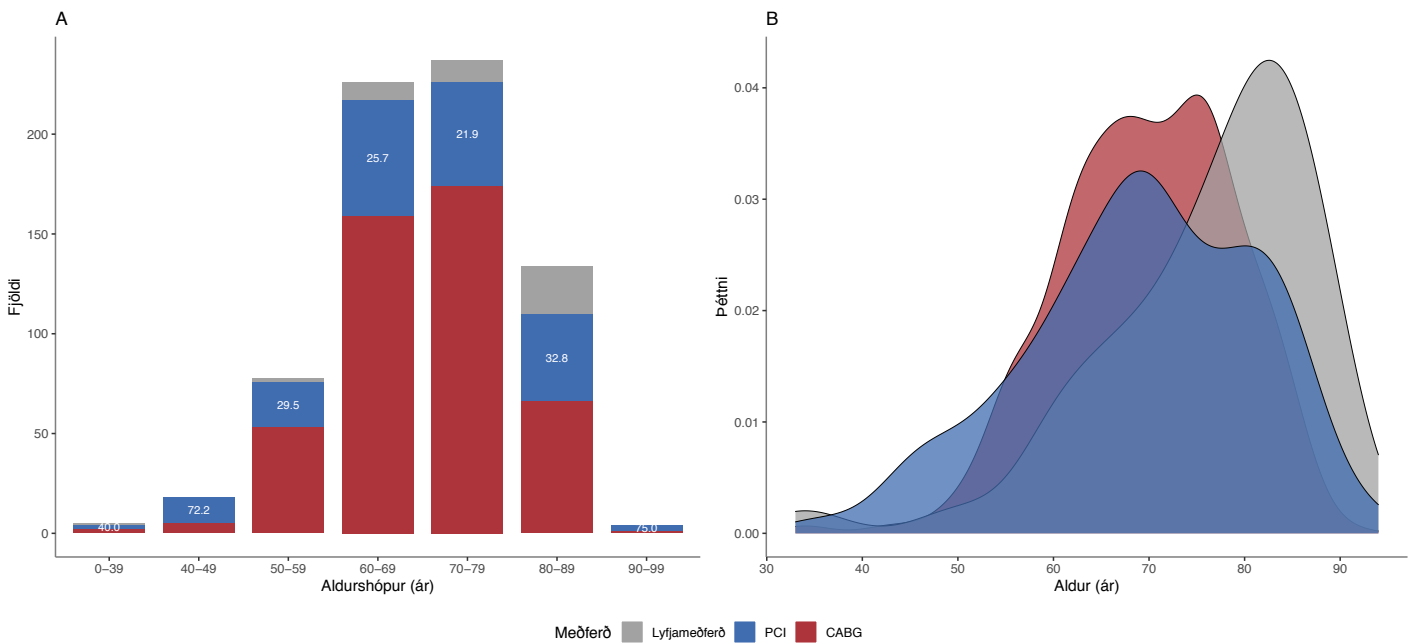 A
Fjöldi
200
150
100
50
0
25.7
21.9
29.5
32.8
72.2
40.0
75.0
0–39 40–49 50–59 60–69 70–79 80–89 90–99
Aldurshópur (ár)
B
Þéttni
0.04
0.03
0.02
0.01
0.00
30 40 50 60 70 80 90
Aldur (ár)
Meðferð Lyfjameðferð PCI CABG